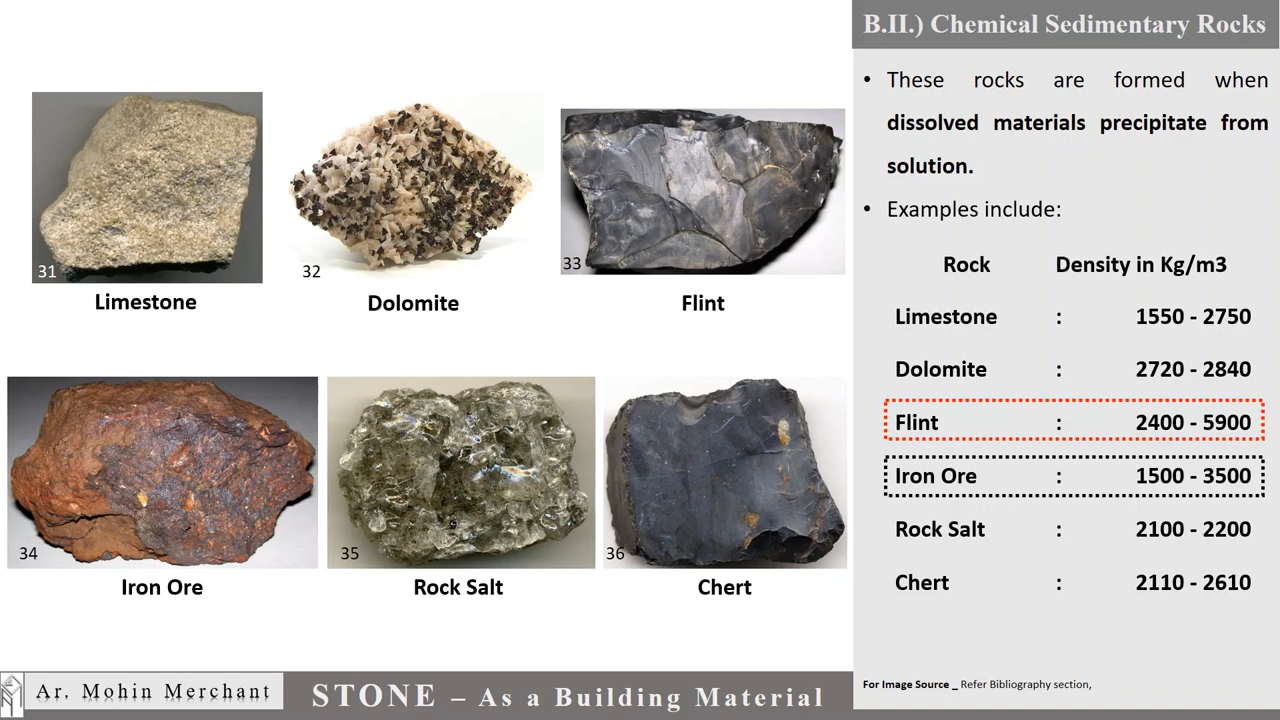 B.II.) Chemical Sedimentary Rocks
• These rocks are formed when
dissolved materials precipitate from
solution.
• Examples include:
Rock Density in Kg/m3
Limestone : 1550 - 2750
Dolomite : 2720 - 2840
Flint : 2400 - 5900
Iron Ore : 1500 - 3500
Rock Salt : 2100 - 2200
Chert : 2110 - 2610
For Image Source _ Refer Bibliography section,
31
32
33
Limestone
Dolomite
Flint
34
35
36
Iron Ore
Rock Salt
Chert
Ar. Mohin Merchant
STONE – As a Building Material